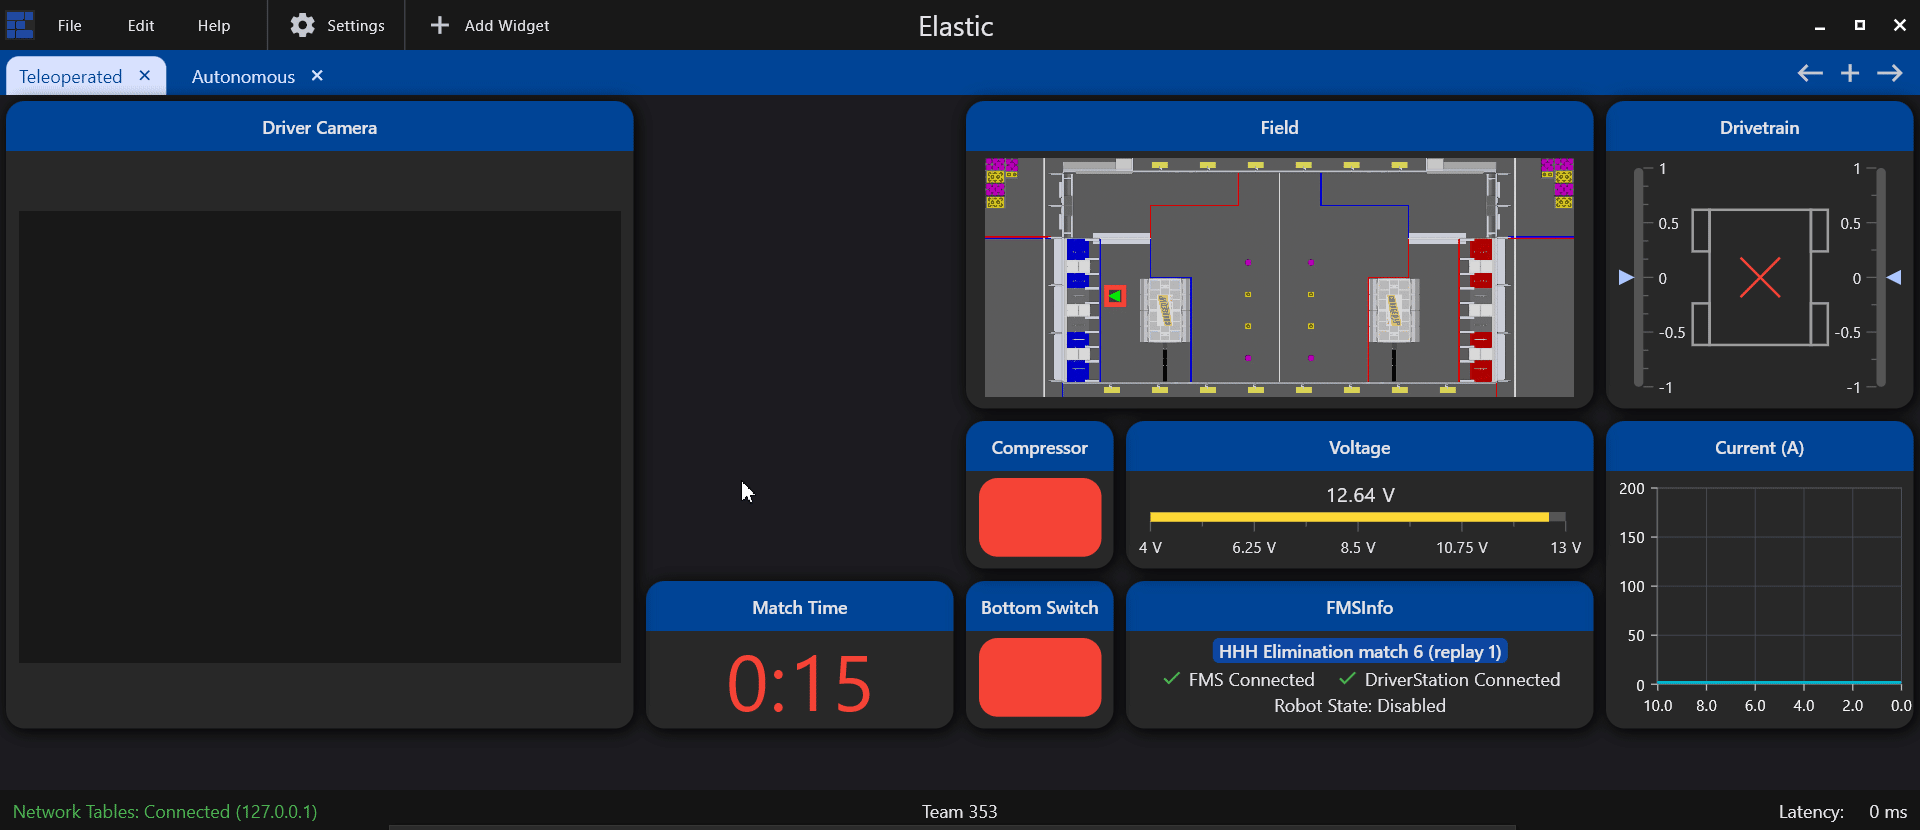 File Edit Help Settings Add Widget Elastic
Teleoperated Autonomous
Driver Camera
Field
Drivetrain
1 1
0.5 0.5
0 0
-0.5 -0.5
-1 -1
Compressor
Voltage
12.64 V
4 V 6.25 V 8.5 V 10.75 V 13 V
Current (A)
200
150
100
50
0
10.0 8.0 6.0 4.0 2.0 0.0
Match Time
0:15
Bottom Switch
FMSInfo
HHH Elimination match 6 (replay 1)
FMS Connected DriverStation Connected
Robot State: Disabled
Network Tables: Connected (127.0.0.1) Team 353 Latency: 0 ms